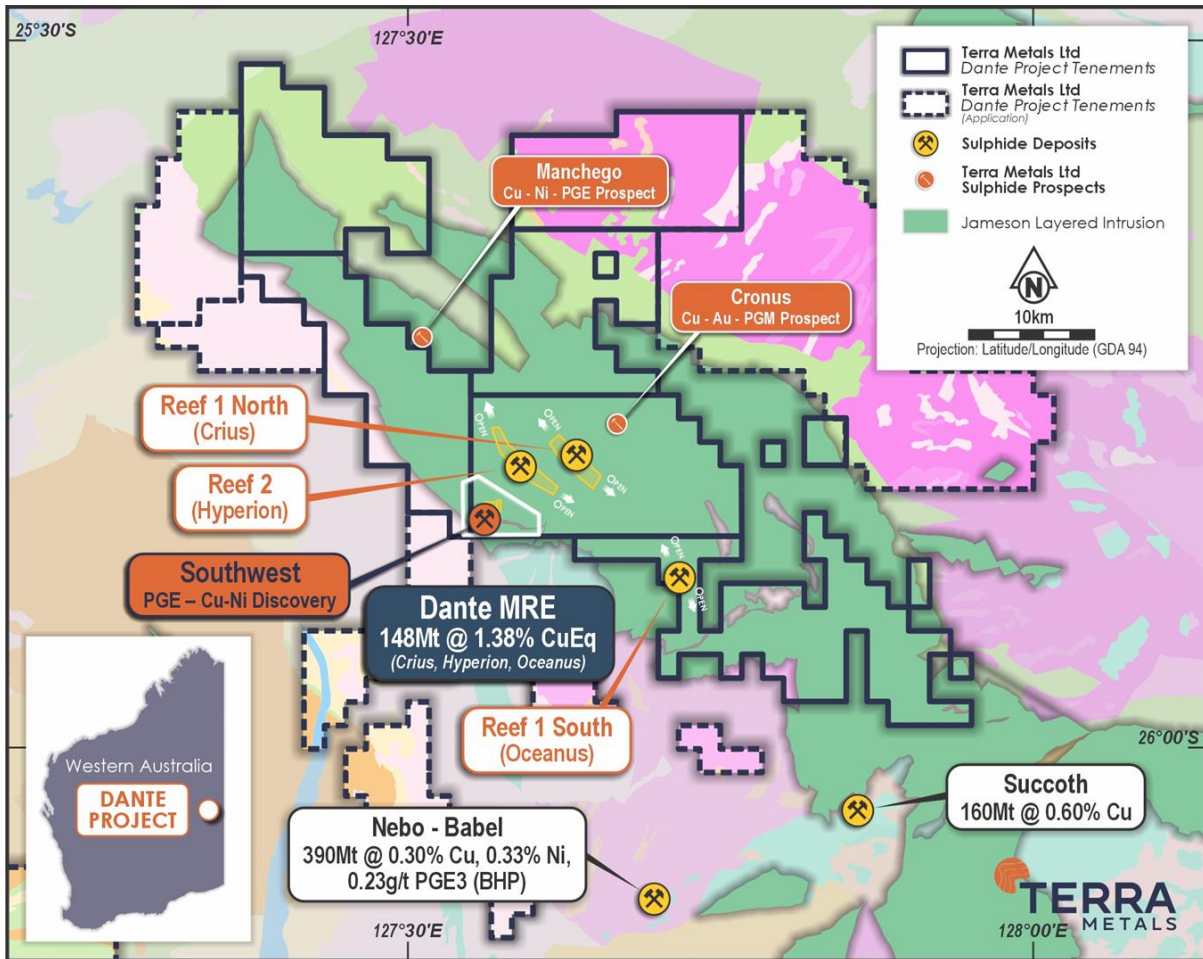 25°30'S
127°30'E
Terra Metals Ltd
Dante Project Tenements
Terra Metals Ltd
Dante Project Tenements
(Application)
Sulphide Deposits
Terra Metals Ltd
Sulphide Prospects
Jameson Layered Intrusion
N
10km
Projection: Latitude/Longitude (GDA 94)
Manchego
Cu - Ni - PGE Prospect
Cronus
Cu - Au - PGM Prospect
Reef 1 North
(Crius)
OPEN
OPEN
Reef 2
(Hyperion)
OPEN
OPEN
Southwest
PGE – Cu-Ni Discovery
OPEN
OPEN
Dante MRE
148Mt @ 1.38% CuEq
(Crius, Hyperion, Oceanus)
Reef 1 South
(Oceanus)
26°00'S
Western Australia
DANTE
PROJECT
Succoth
160Mt @ 0.60% Cu
Nebo - Babel
390Mt @ 0.30% Cu, 0.33% Ni,
0.23g/t PGE3 (BHP)
TERRA
METALS
127°30'E
128°00'E